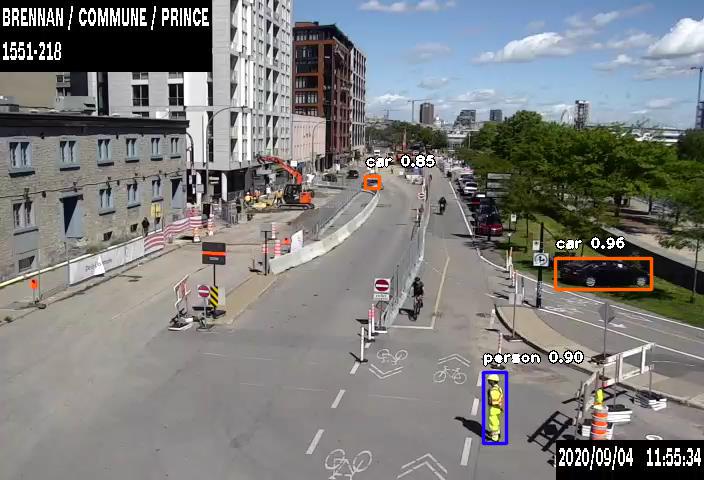 BRENNAN / COMMUNE / PRINCE
1551-218
car 0.85
car 0.96
person 0.90
2020/09/04 11:55:34